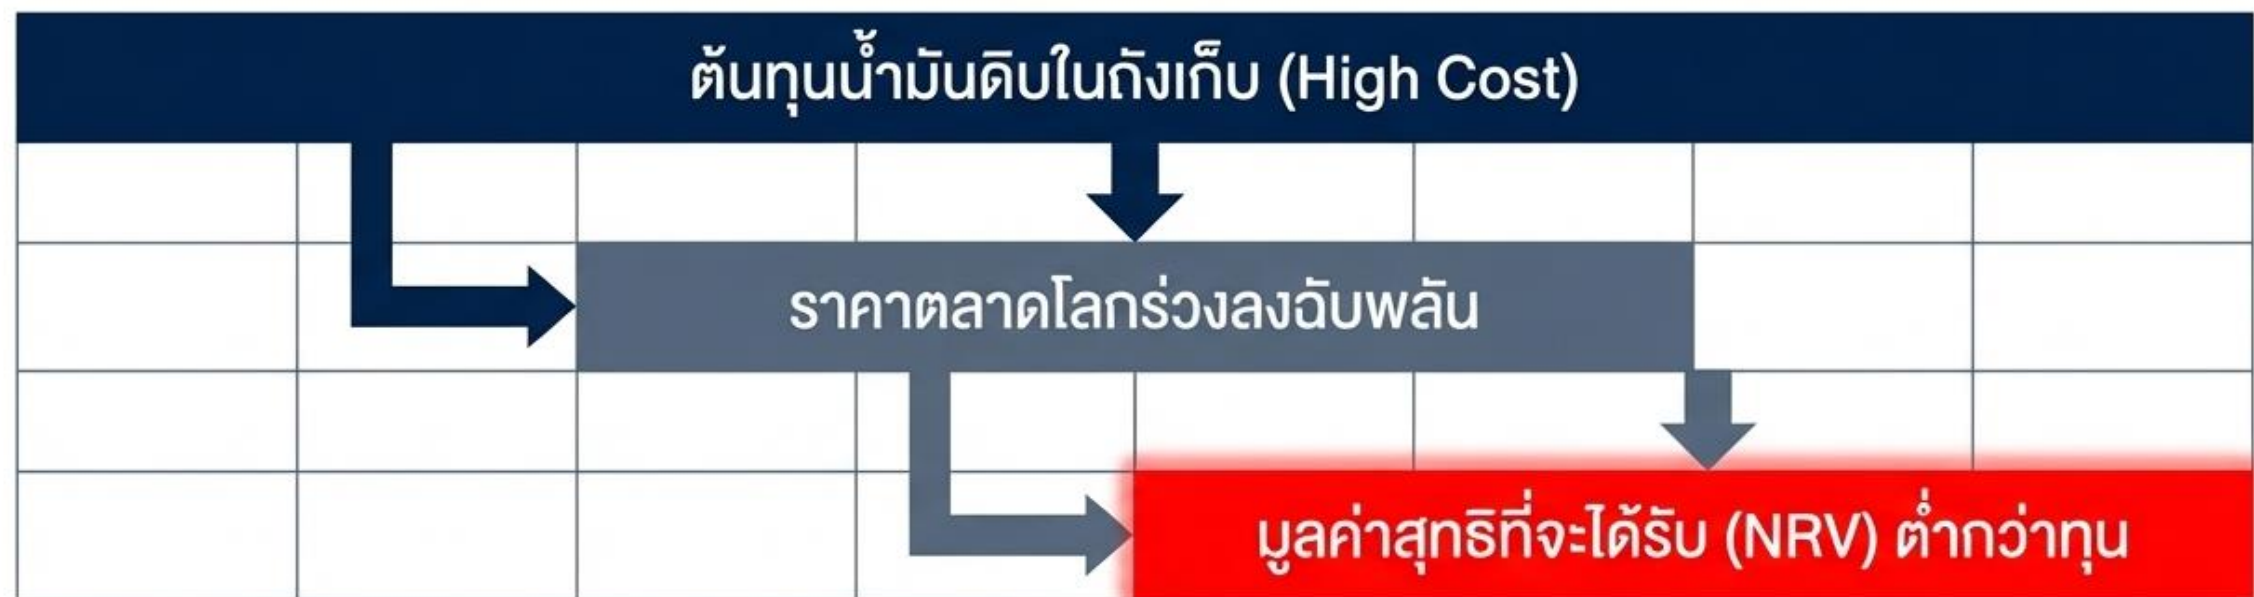 ต้นทุนน้ำมันดิบในถังเก็บ (High Cost)
ราคาตลาดโลกร่วงลงฉับพลัน
มูลค่าสุทธิที่จะได้รับ (NRV) ต่ำกว่าทุน